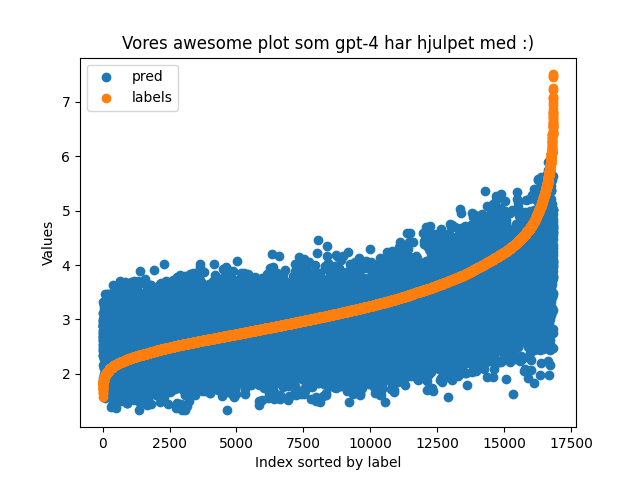 Vores awesome plot som gpt-4 har hjulpet med :)
pred
labels
7
6
5
4
3
2
Values
0 2500 5000 7500 10000 12500 15000 17500
Index sorted by label